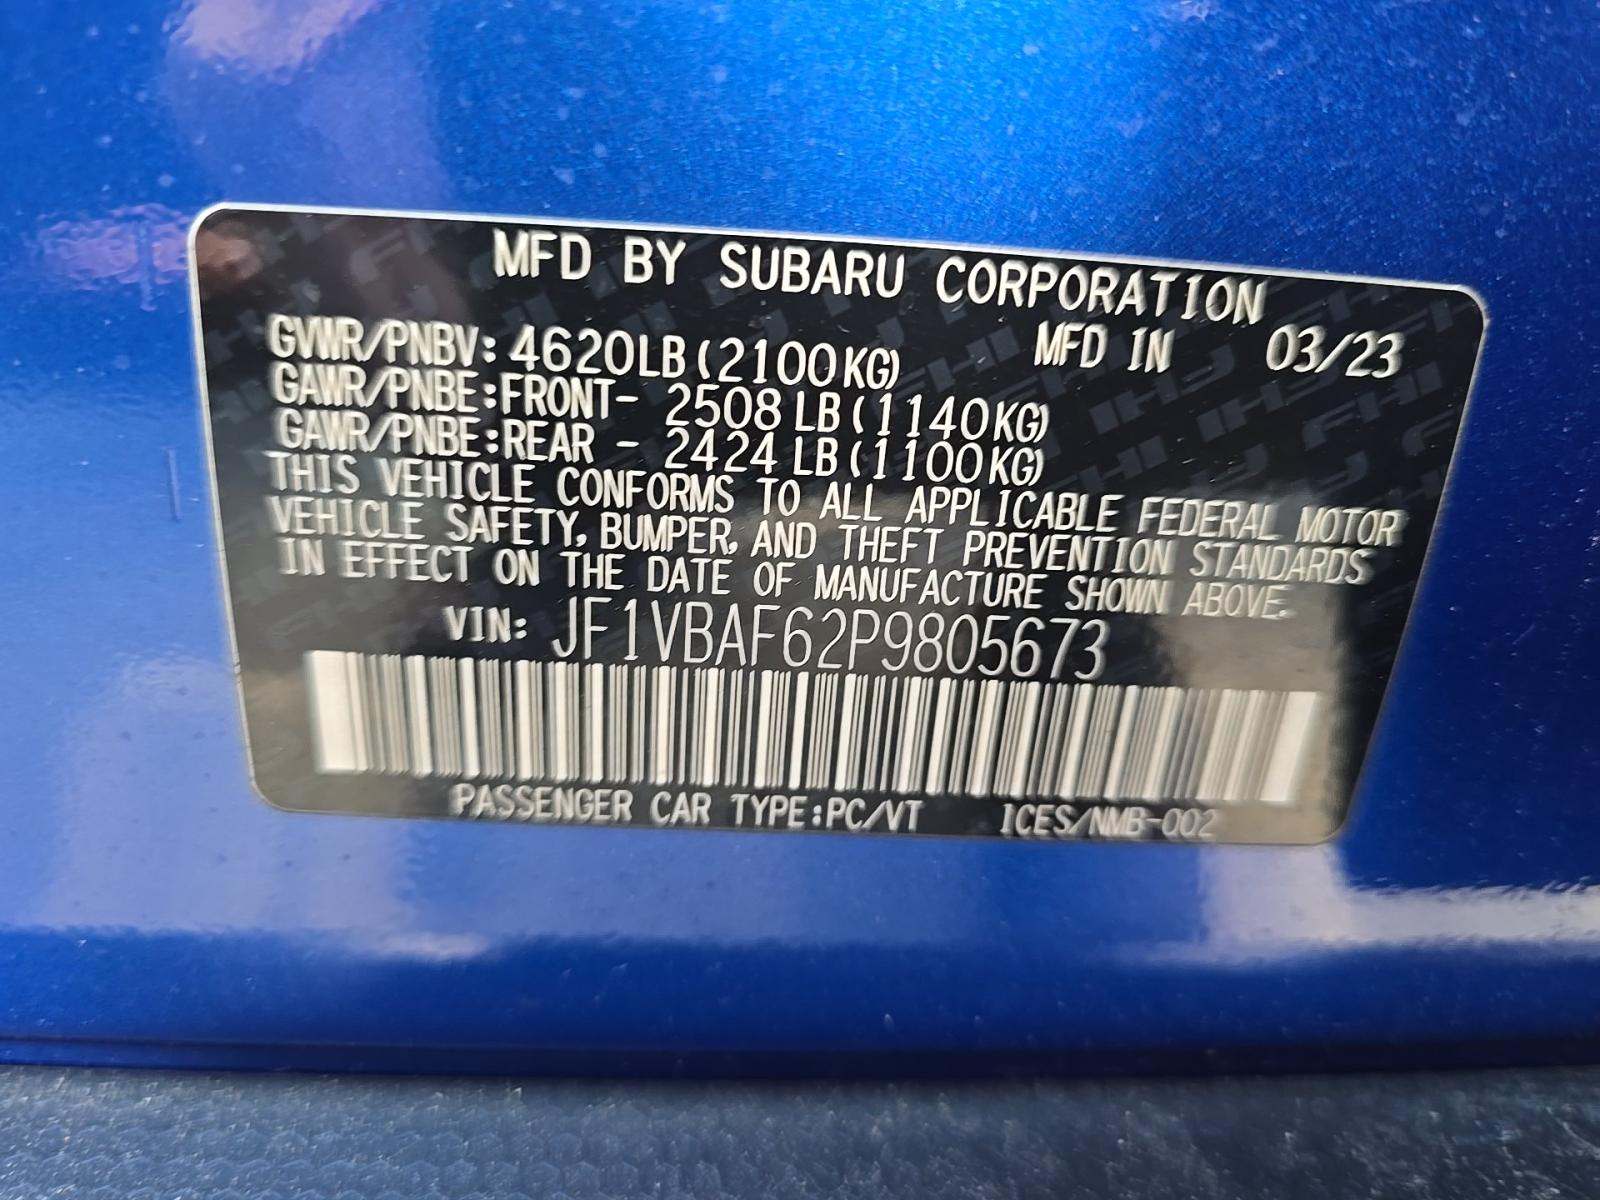 MFD BY SUBARU CORPORATION
GVWR/PNBV: 4620LB (2100KG) MFD IN 03/23
GAWR/PNBE:FRONT- 2508 LB (1140KG)
GAWR/PNBE:REAR - 2424 LB (1100KG)
THIS VEHICLE CONFORMS TO ALL APPLICABLE FEDERAL MOTOR
VEHICLE SAFETY, BUMPER, AND THEFT PREVENTION STANDARDS
IN EFFECT ON THE DATE OF MANUFACTURE SHOWN ABOVE.
VIN: JF1VBAF62P9805673
PASSENGER CAR TYPE:PC/VT ICES/NMB-002